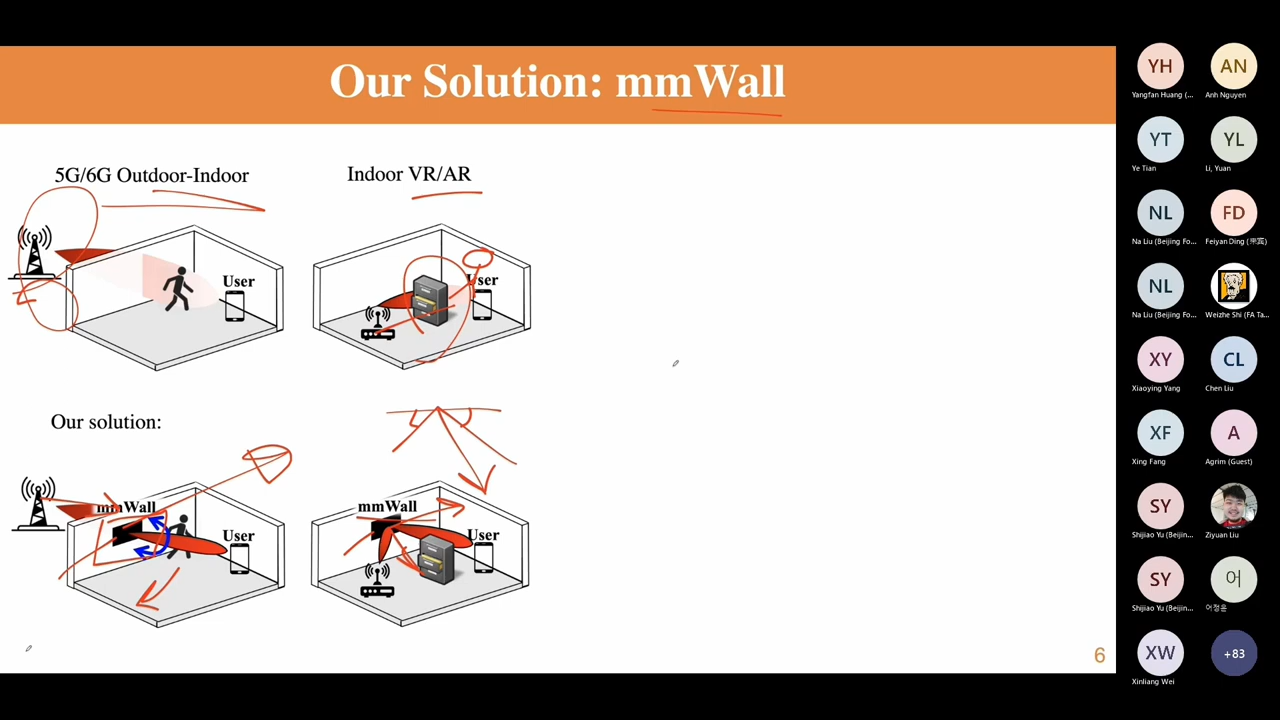 Our Solution: mmWall
5G/6G Outdoor-Indoor
Indoor VR/AR
User
User
Our solution:
mmWall
User
mmWall
User
6
YH
Yangfan Huang (...
AN
Anh Nguyen
YT
Ye Tian
YL
Li, Yuan
NL
Na Liu (Beijing Fo...
FD
Feiyan Ding (
NL
Na Liu (Beijing Fo...
Weizhe Shi (FA Ta...
XY
Xiaoying Yang
CL
Chen Liu
XF
Xing Fang
A
Agrim (Guest)
SY
Shijiao Yu (Beijin...
Ziyuan Liu
SY
Shijiao Yu (Beijin...
어
어정윤
XW
Xinliang Wei
+83